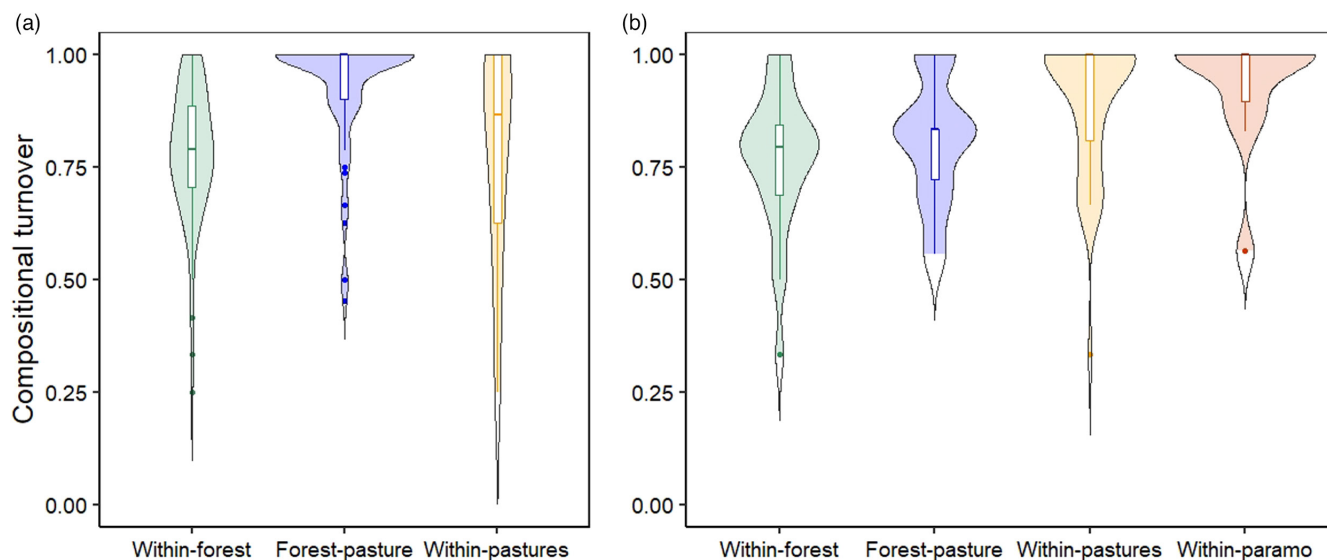 (a)
Compositional turnover
1.00
0.75
0.50
0.25
0.00
Within-forest Forest-pasture Within-pastures
(b)
1.00
0.75
0.50
0.25
0.00
Within-forest Forest-pasture Within-pastures Within-paramo